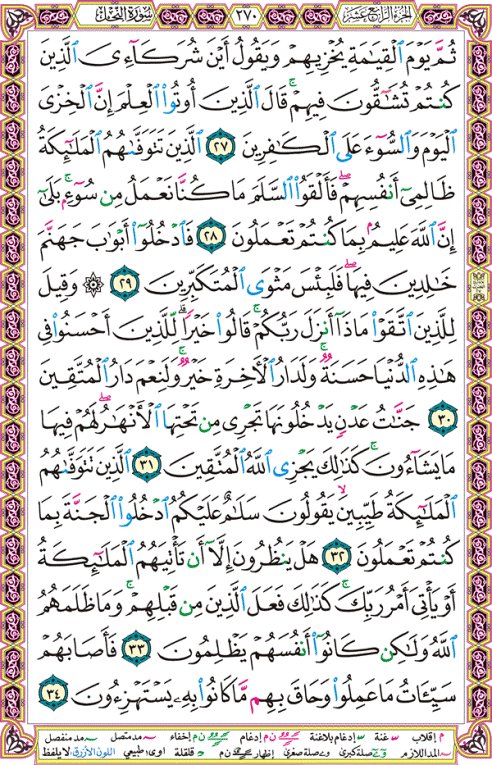 الجزء الرابع عشر
٢٧٠
سورة النحل
ثُمَّ يَوْمَ ٱلْقِيَـٰمَةِ يُخْزِيهِمْ وَيَقُولُ أَيْنَ شُرَكَآءِىَ ٱلَّذِينَ
كُنتُمْ تُشَـٰٓقُّونَ فِيهِمْ ۚ قَالَ ٱلَّذِينَ أُوتُوا۟ ٱلْعِلْمَ إِنَّ ٱلْخِزْىَ
ٱلْيَوْمَ وَٱلسُّوٓءَ عَلَى ٱلْكَـٰفِرِينَ ﴿٢٧﴾ ٱلَّذِينَ تَتَوَفَّىٰهُمُ ٱلْمَلَـٰٓئِكَةُ
ظَالِمِىٓ أَنفُسِهِمْ ۖ فَأَلْقَوُا۟ ٱلسَّلَمَ مَا كُنَّا نَعْمَلُ مِن سُوٓءٍۭ ۚ بَلَىٰٓ
إِنَّ ٱللَّهَ عَلِيمٌۢ بِمَا كُنتُمْ تَعْمَلُونَ ﴿٢٨﴾ فَٱدْخُلُوٓا۟ أَبْوَٰبَ جَهَنَّمَ
خَـٰلِدِينَ فِيهَا ۖ فَلَبِئْسَ مَثْوَى ٱلْمُتَكَبِّرِينَ ﴿٢٩﴾ ۞ وَقِيلَ
لِلَّذِينَ ٱتَّقَوْا۟ مَاذَآ أَنزَلَ رَبُّكُمْ ۚ قَالُوا۟ خَيْرًا ۗ لِّلَّذِينَ أَحْسَنُوا۟ فِى
هَـٰذِهِ ٱلدُّنْيَا حَسَنَةٌ ۚ وَلَدَارُ ٱلْـَٔاخِرَةِ خَيْرٌ ۚ وَلَنِعْمَ دَارُ ٱلْمُتَّقِينَ
﴿٣٠﴾ جَنَّـٰتُ عَدْنٍ يَدْخُلُونَهَا تَجْرِى مِن تَحْتِهَا ٱلْأَنْهَـٰرُ ۖ لَهُمْ فِيهَا
مَا يَشَآءُونَ ۚ كَذَٰلِكَ يَجْزِى ٱللَّهُ ٱلْمُتَّقِينَ ﴿٣١﴾ ٱلَّذِينَ تَتَوَفَّىٰهُمُ
ٱلْمَلَـٰٓئِكَةُ طَيِّبِينَ ۙ يَقُولُونَ سَلَـٰمٌ عَلَيْكُمُ ٱدْخُلُوا۟ ٱلْجَنَّةَ بِمَا
كُنتُمْ تَعْمَلُونَ ﴿٣٢﴾ هَلْ يَنظُرُونَ إِلَّآ أَن تَأْتِيَهُمُ ٱلْمَلَـٰٓئِكَةُ
أَوْ يَأْتِىَ أَمْرُ رَبِّكَ ۚ كَذَٰلِكَ فَعَلَ ٱلَّذِينَ مِن قَبْلِهِمْ ۚ وَمَا ظَلَمَهُمُ
ٱللَّهُ وَلَـٰكِن كَانُوٓا۟ أَنفُسَهُمْ يَظْلِمُونَ ﴿٣٣﴾ فَأَصَابَهُمْ
سَيِّـَٔاتُ مَا عَمِلُوا۟ وَحَاقَ بِهِم مَّا كَانُوا۟ بِهِۦ يَسْتَهْزِءُونَ ﴿٣٤﴾
م إقلاب غنة إدغام بلاغنة ن م إدغام ن م إخفاء مد متصل مد منفصل
المد اللازم صلة كبرى صلة صغرى إظهار ن م قلقلة اوى: طبيعي اللون الأزرق: لا يلفظ